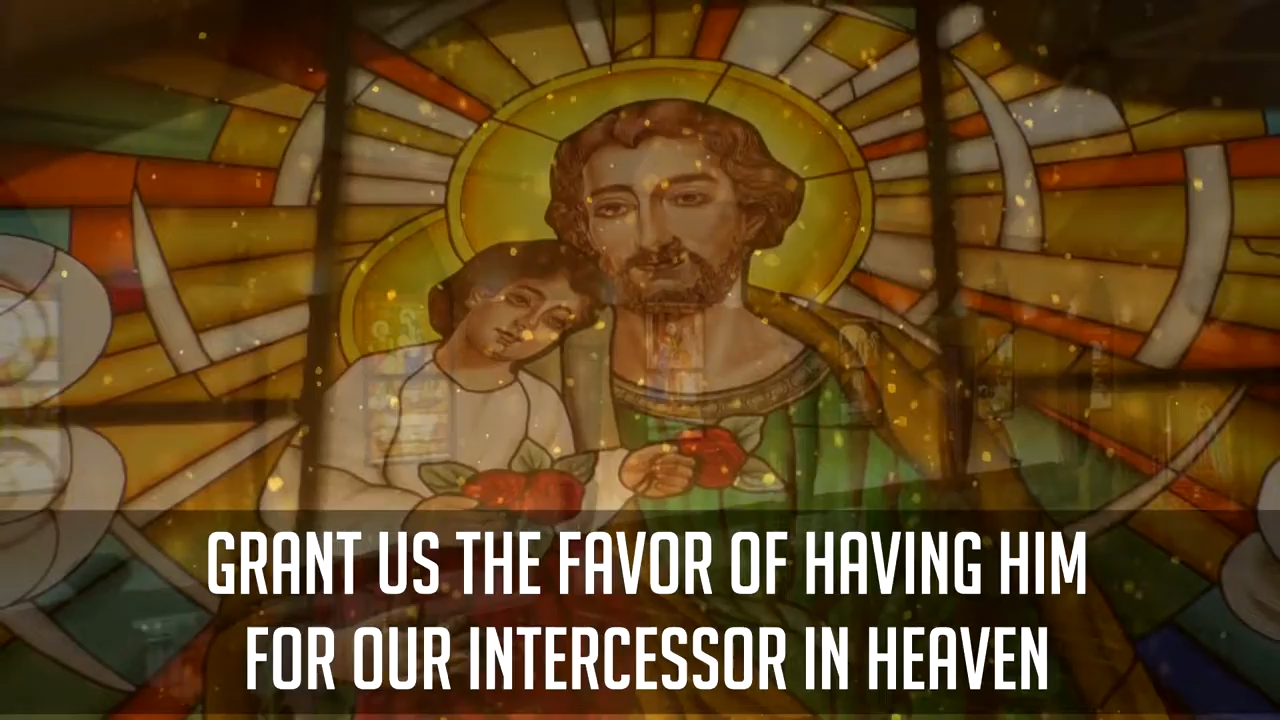 GRANT US THE FAVOR OF HAVING HIM
FOR OUR INTERCESSOR IN HEAVEN